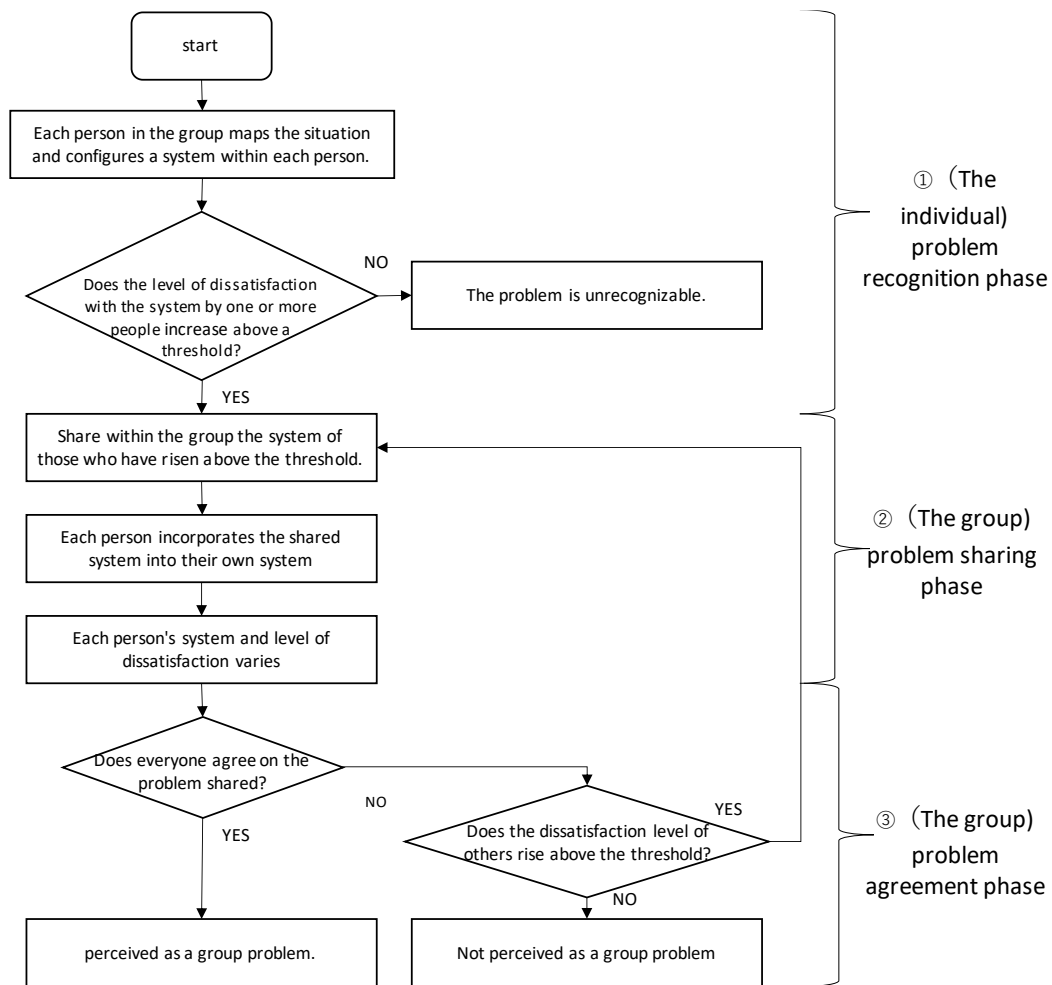 start
Each person in the group maps the situation
and configures a system within each person.
① （The
individual)
problem
recognition phase
NO
Does the level of dissatisfaction
with the system by one or more
people increase above a
threshold?
The problem is unrecognizable.
YES
Share within the group the system of
those who have risen above the threshold.
② （The group)
problem sharing
phase
Each person incorporates the shared
system into their own system
Each person's system and level of
dissatisfaction varies
Does everyone agree on the
problem shared?
NO
YES
YES
Does the dissatisfaction level of
others rise above the threshold?
③ （The group)
problem
agreement phase
NO
perceived as a group problem.
Not perceived as a group problem